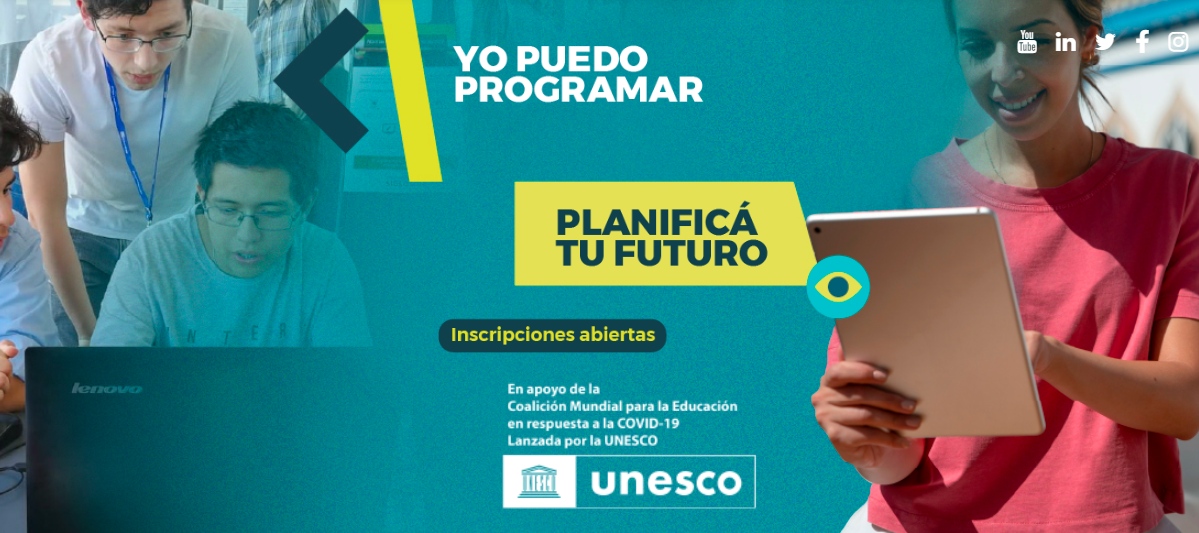 YO PUEDO
PROGRAMAR
You
Tube
in
PLANIFICÁ
TU FUTURO
Inscripciones abiertas
lenovo
En apoyo de la
Coalición Mundial para la Educación
en respuesta a la COVID-19
Lanzada por la UNESCO
unesco